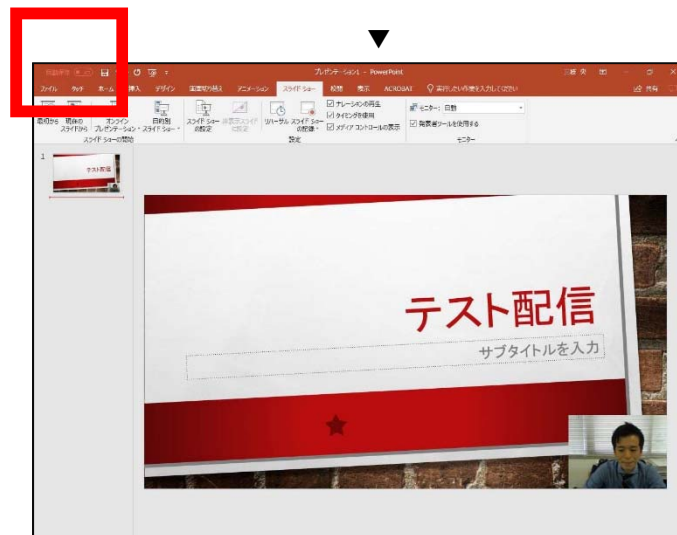 ▼
自動保存
プレゼンテーション1 - PowerPoint
ファイル タッチ ホーム 挿入 デザイン 画面切り替え アニメーション スライド ショー 校閲 表示 ACROBAT 実行したい作業を入力してください 共有
最初から 現在の オンライン 目的別 スライド ショー 非表示スライド リハーサル スライド ショー
スライドから プレゼンテーション スライド ショー の設定 に設定 の記録
ナレーションの再生
タイミングを使用
メディア コントロールの表示
モニター: 自動
発表者ツールを使用する
スライド ショーの開始 設定 モニター
1
テスト配信
テスト配信
サブタイトルを入力